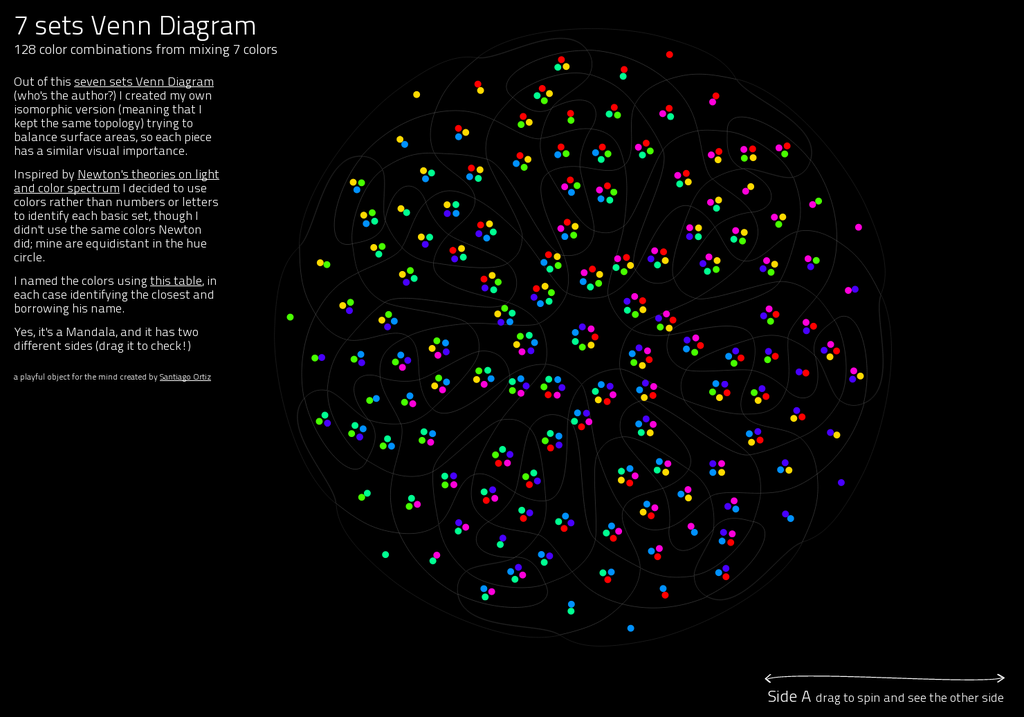 7 sets Venn Diagram
128 color combinations from mixing 7 colors
Out of this seven sets Venn Diagram
(who's the author?) I created my own
isomorphic version (meaning that I
kept the same topology) trying to
balance surface areas, so each piece
has a similar visual importance.
Inspired by Newton's theories on light
and color spectrum I decided to use
colors rather than numbers or letters
to identify each basic set, though I
didn't use the same colors Newton
did; mine are equidistant in the hue
circle.
I named the colors using this table, in
each case identifying the closest and
borrowing his name.
Yes, it's a Mandala, and it has two
different sides (drag it to check!)
a playful object for the mind created by Santiago Ortiz
Side A drag to spin and see the other side